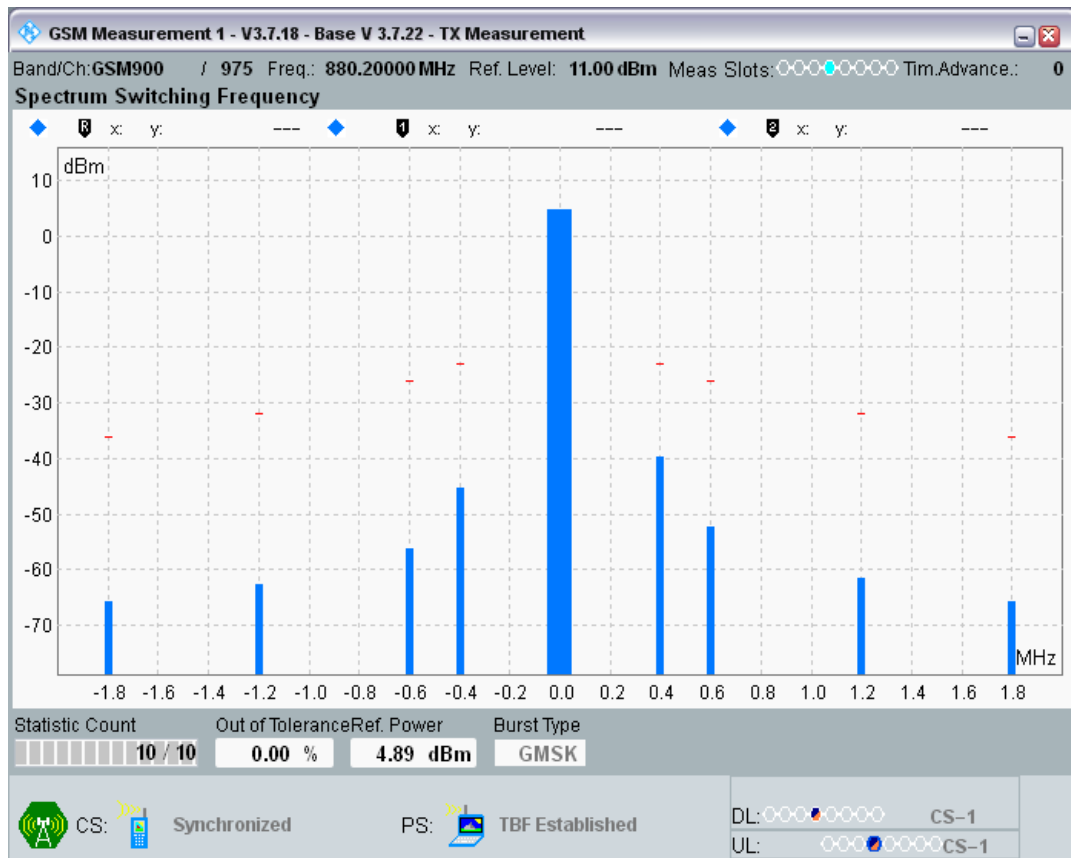 GSM Measurement 1 - V3.7.18 - Base V 3.7.22 - TX Measurement
Band/Ch:GSM900 / 975 Freq.: 880.20000 MHz Ref. Level: 11.00 dBm Meas Slots: Tim.Advance.: 0
Spectrum Switching Frequency
R x: y: --- 1 x: y: --- 2 x: y: ---
dBm
10
0
-10
-20
-30
-40
-50
-60
-70
MHz
-1.8 -1.6 -1.4 -1.2 -1.0 -0.8 -0.6 -0.4 -0.2 0.0 0.2 0.4 0.6 0.8 1.0 1.2 1.4 1.6 1.8
Statistic Count Out of Tolerance Ref. Power Burst Type
10 / 10 0.00 % 4.89 dBm GMSK
CS: Synchronized PS: TBF Established DL: CS-1
UL: CS-1